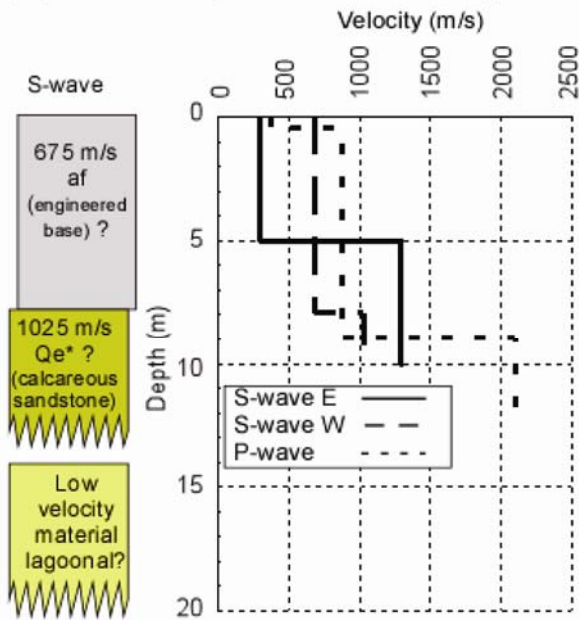 Velocity (m/s)
0 500 1000 1500 2000 2500
S-wave
675 m/s
af
(engineered
base) ?
1025 m/s
Qe* ?
(calcareous
sandstone)
Low
velocity
material
lagoonal?
Depth (m)
0
5
10
15
20
S-wave E
S-wave W
P-wave